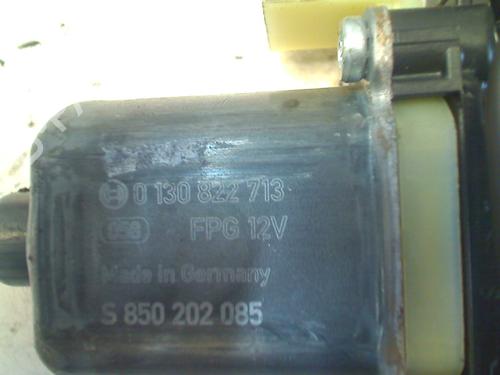 0 130 822 713
FPG 12V
Made in Germany
S 850 202 085